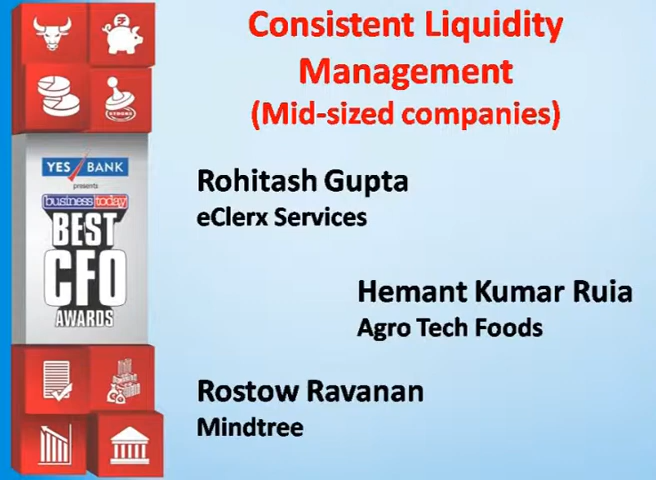 Consistent Liquidity
Management
(Mid-sized companies)
YES BANK
presents
business today
BEST
CFO
AWARDS
Rohitash Gupta
eClerx Services
Hemant Kumar Ruia
Agro Tech Foods
Rostow Ravanan
Mindtree